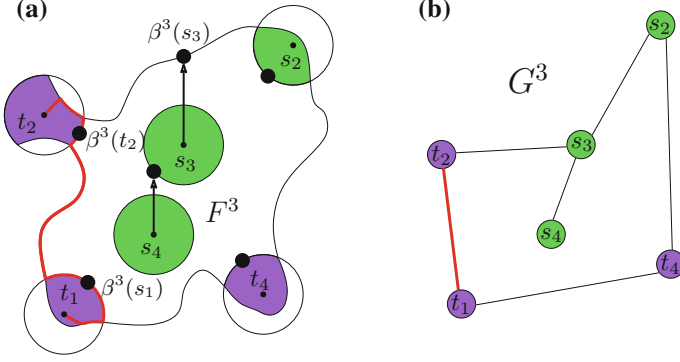 (a)
β³(s₃)
s₂
t₂
β³(t₂)
s₃
F³
s₄
t₁
β³(s₁)
t₄
(b)
s₂
G³
s₃
t₂
s₄
t₄
t₁